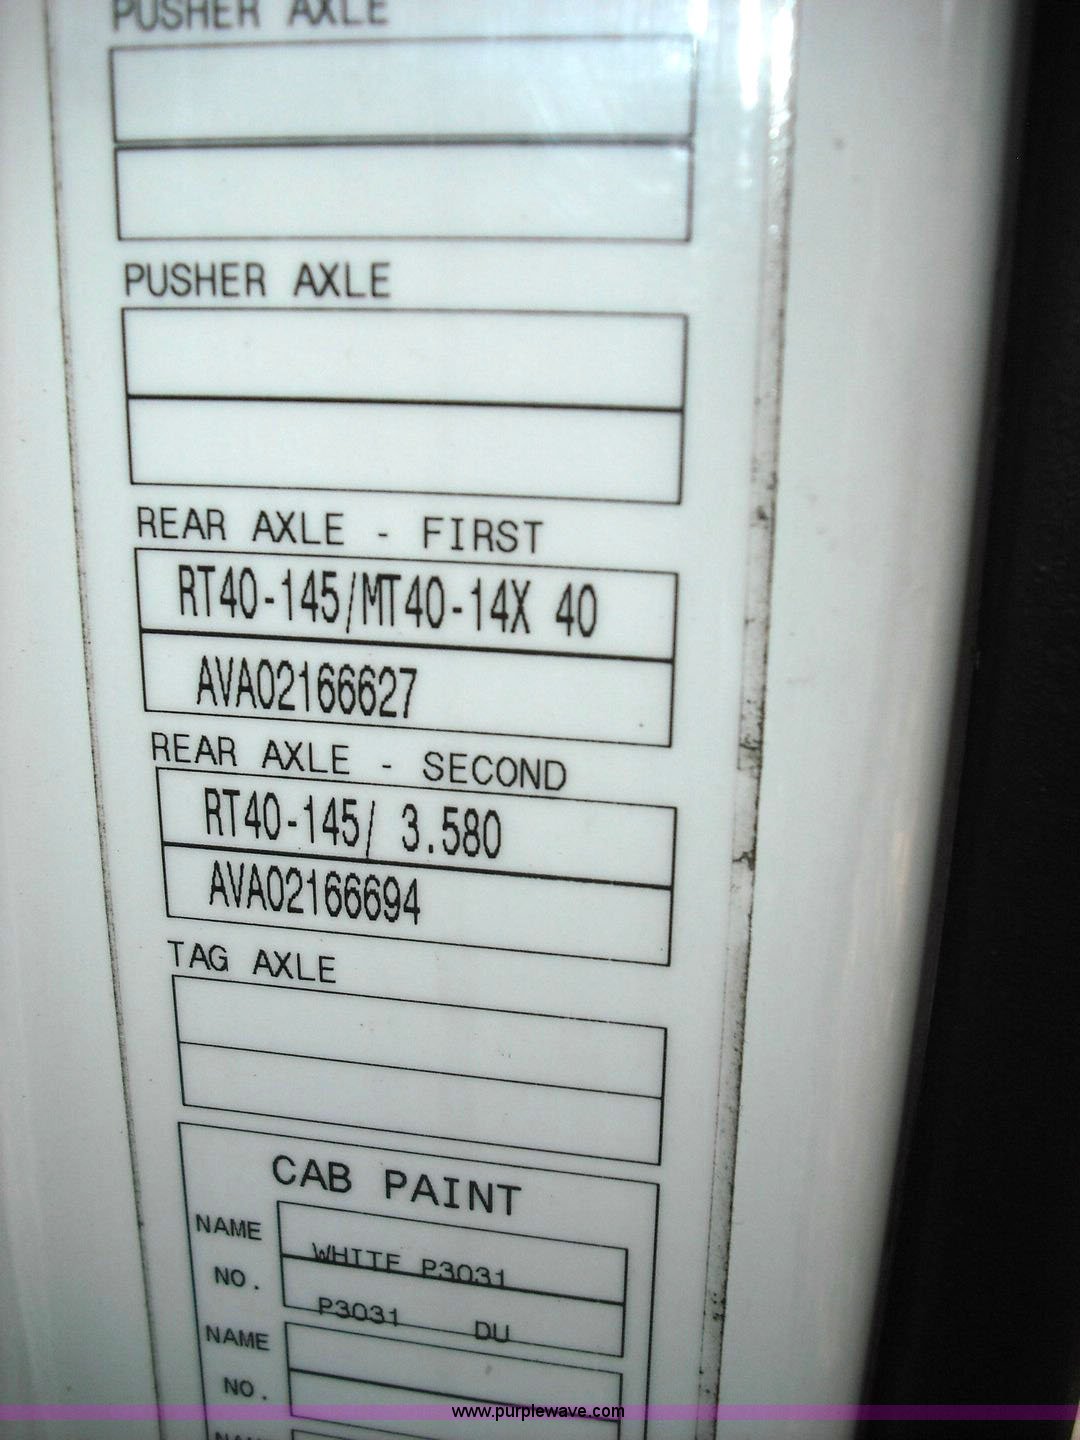 PUSHER AXLE
PUSHER AXLE
REAR AXLE - FIRST
RT40-145/MT40-14X 40
AVA02166627
REAR AXLE - SECOND
RT40-145/ 3.580
AVA02166694
TAG AXLE
CAB PAINT
NAME WHITE P3031
NO. P3031 DU
NAME
NO.
NAME
www.purplewave.com